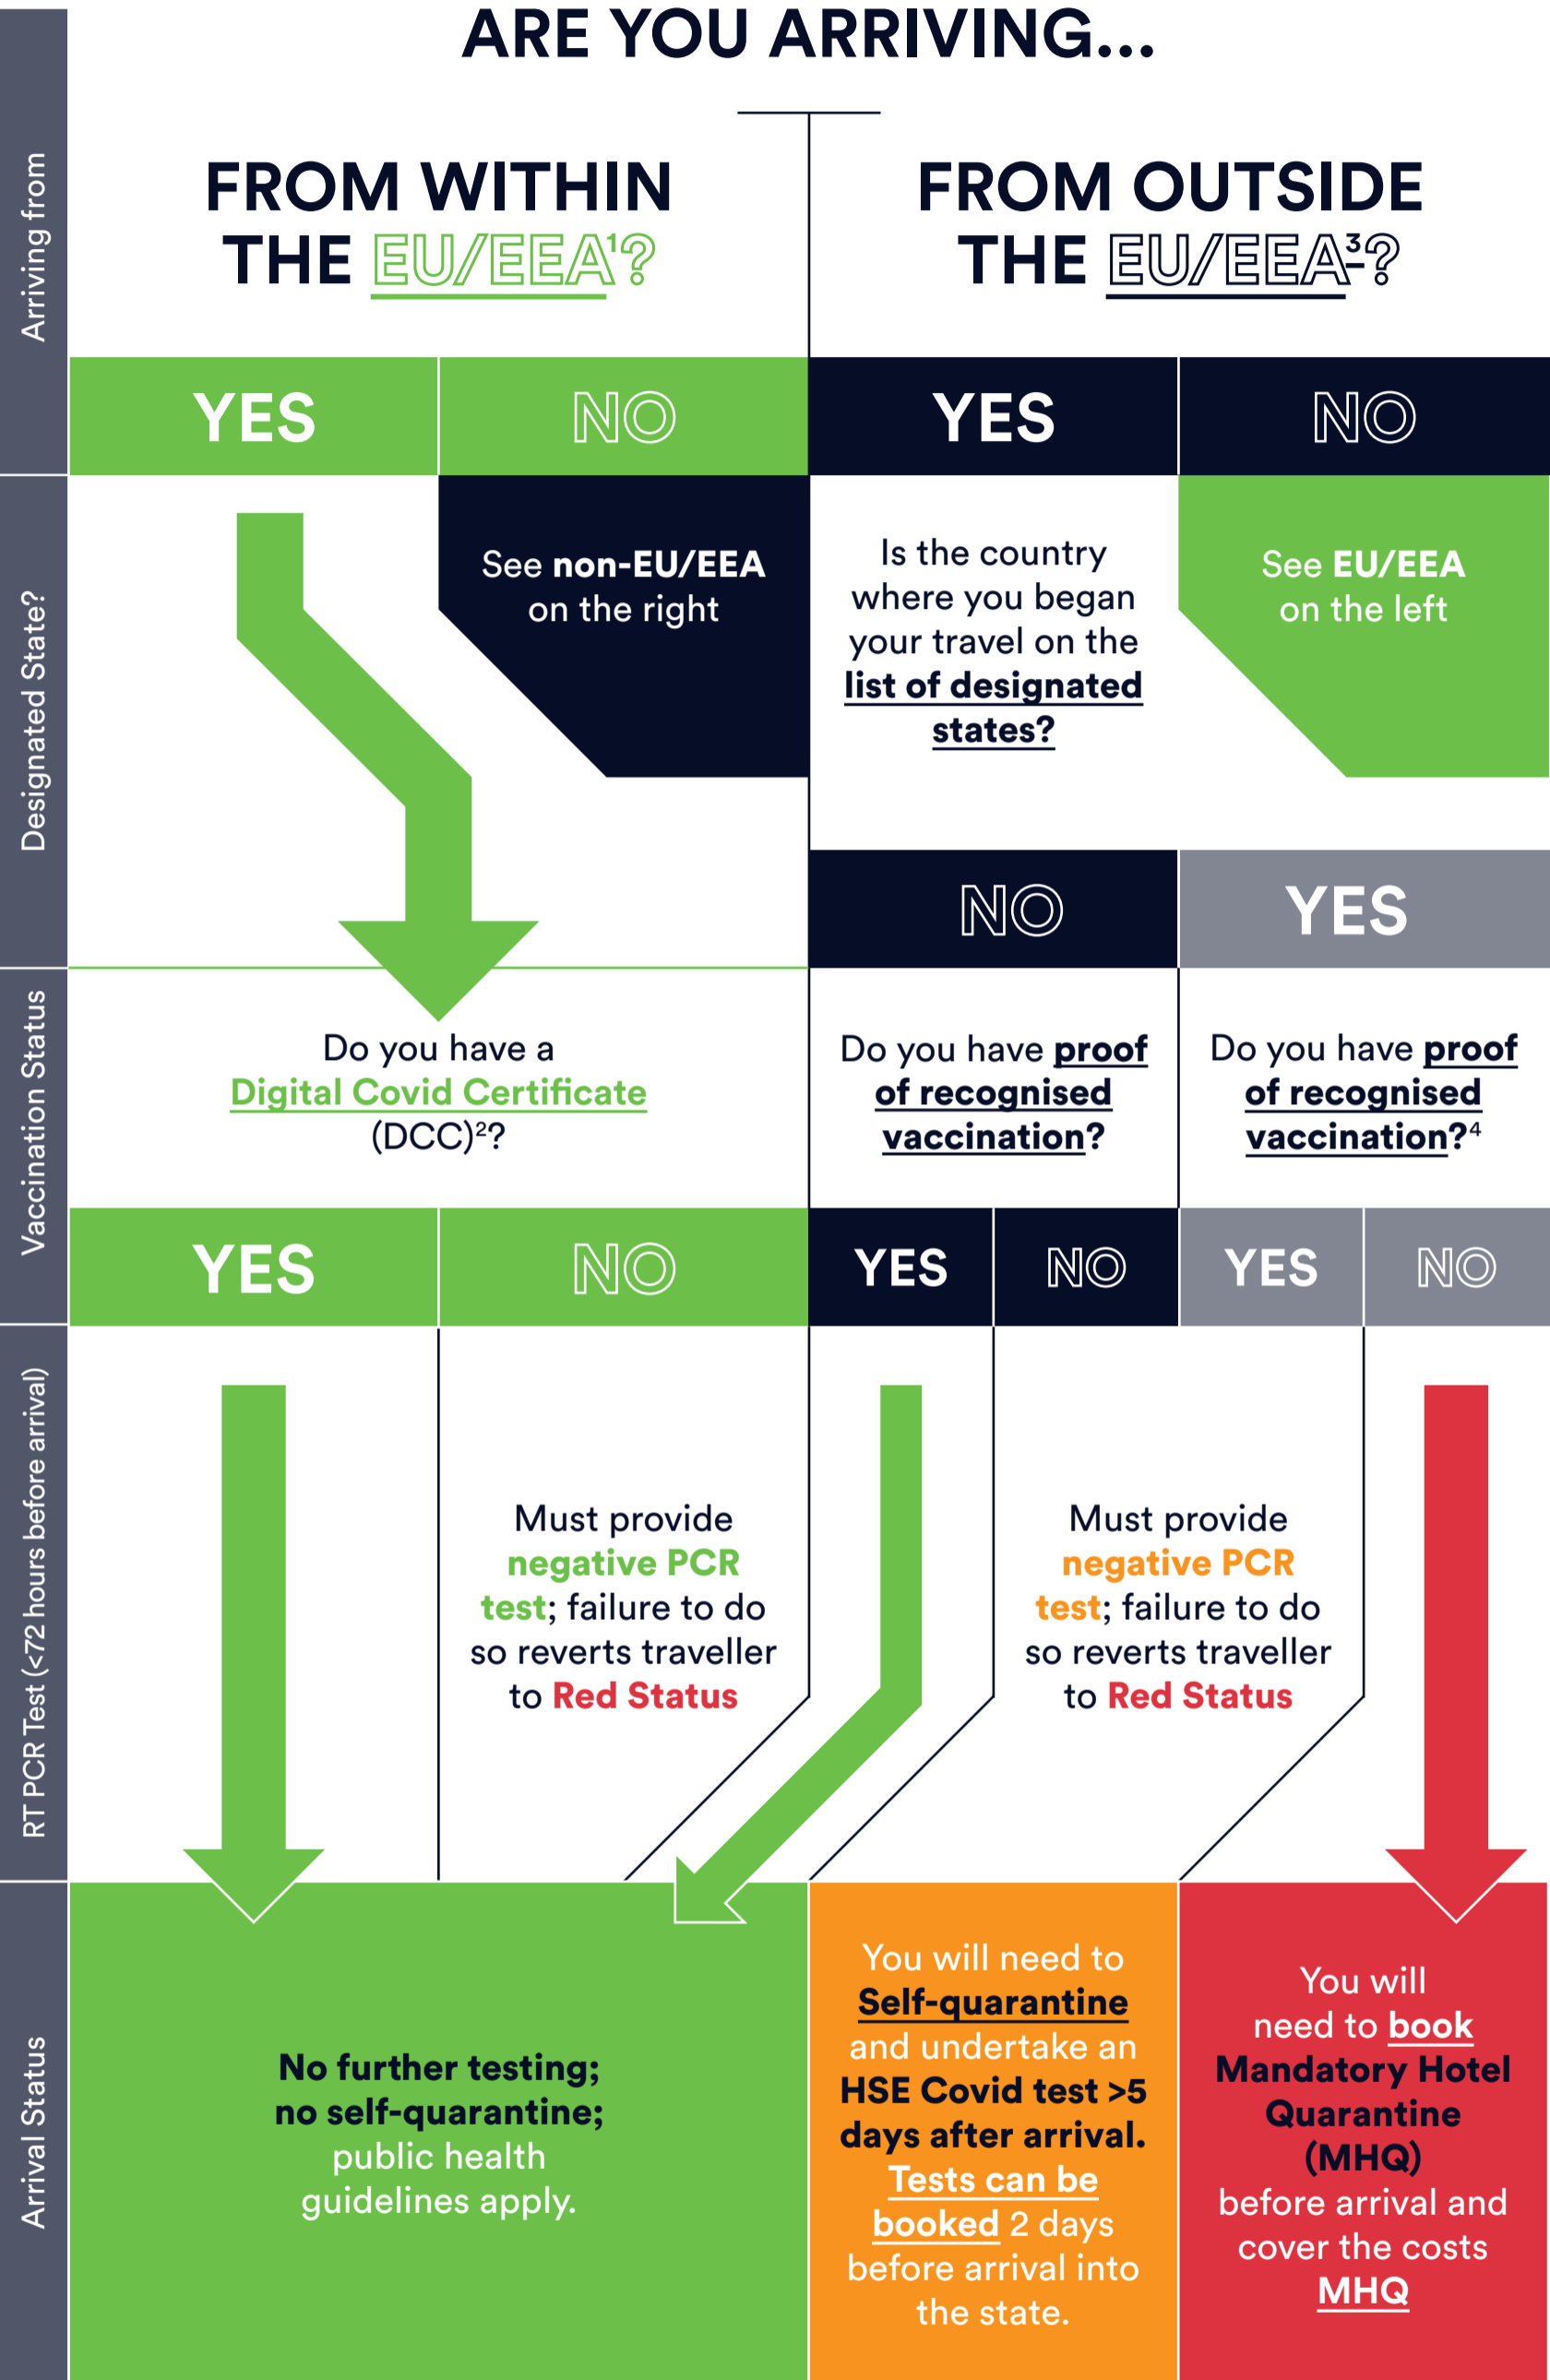 ARE YOU ARRIVING...
Arriving from
FROM WITHIN
THE EU/EEA¹?
FROM OUTSIDE
THE EU/EEA³?
YES
NO
YES
NO
Designated State?
See non-EU/EEA
on the right
Is the country
where you began
your travel on the
list of designated
states?
See EU/EEA
on the left
NO
YES
Vaccination Status
Do you have a
Digital Covid Certificate
(DCC)²?
Do you have proof
of recognised
vaccination?
Do you have proof
of recognised
vaccination?⁴
YES
NO
YES
NO
YES
NO
RT PCR Test (<72 hours before arrival)
Must provide
negative PCR
test; failure to do
so reverts traveller
to Red Status
Must provide
negative PCR
test; failure to do
so reverts traveller
to Red Status
Arrival Status
No further testing;
no self-quarantine;
public health
guidelines apply.
You will need to
Self-quarantine
and undertake an
HSE Covid test >5
days after arrival.
Tests can be
booked 2 days
before arrival into
the state.
You will
need to book
Mandatory Hotel
Quarantine
(MHQ)
before arrival and
cover the costs
MHQ